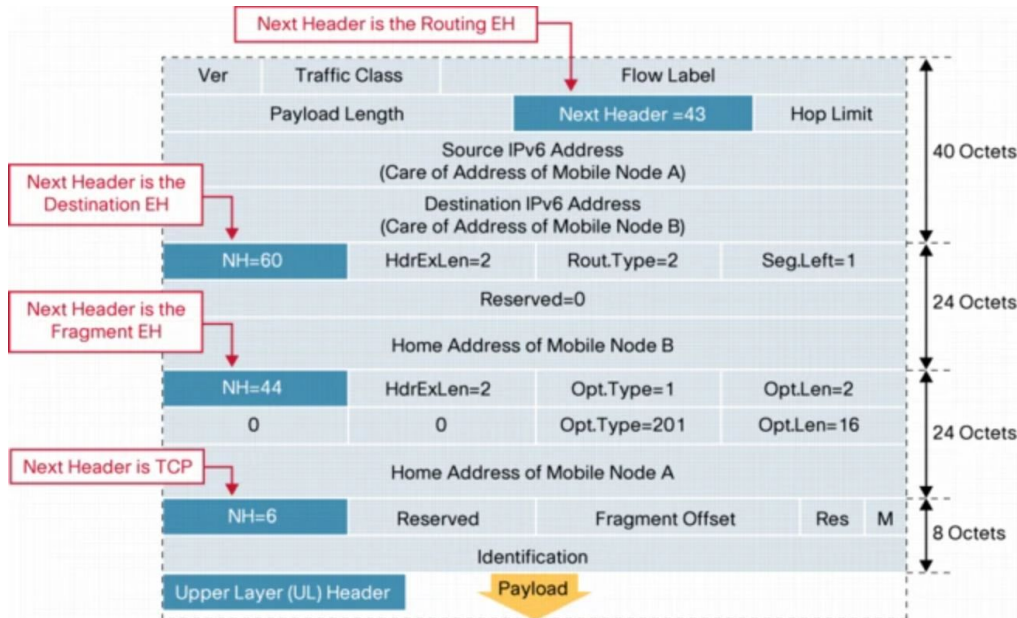 Next Header is the Routing EH
Ver Traffic Class Flow Label
Payload Length Next Header =43 Hop Limit
Source IPv6 Address
(Care of Address of Mobile Node A)
40 Octets
Next Header is the
Destination EH
Destination IPv6 Address
(Care of Address of Mobile Node B)
NH=60 HdrExLen=2 Rout.Type=2 Seg.Left=1
Reserved=0
24 Octets
Next Header is the
Fragment EH
Home Address of Mobile Node B
NH=44 HdrExLen=2 Opt.Type=1 Opt.Len=2
0 0 Opt.Type=201 Opt.Len=16
24 Octets
Next Header is TCP
Home Address of Mobile Node A
NH=6 Reserved Fragment Offset Res M
8 Octets
Identification
Upper Layer (UL) Header Payload